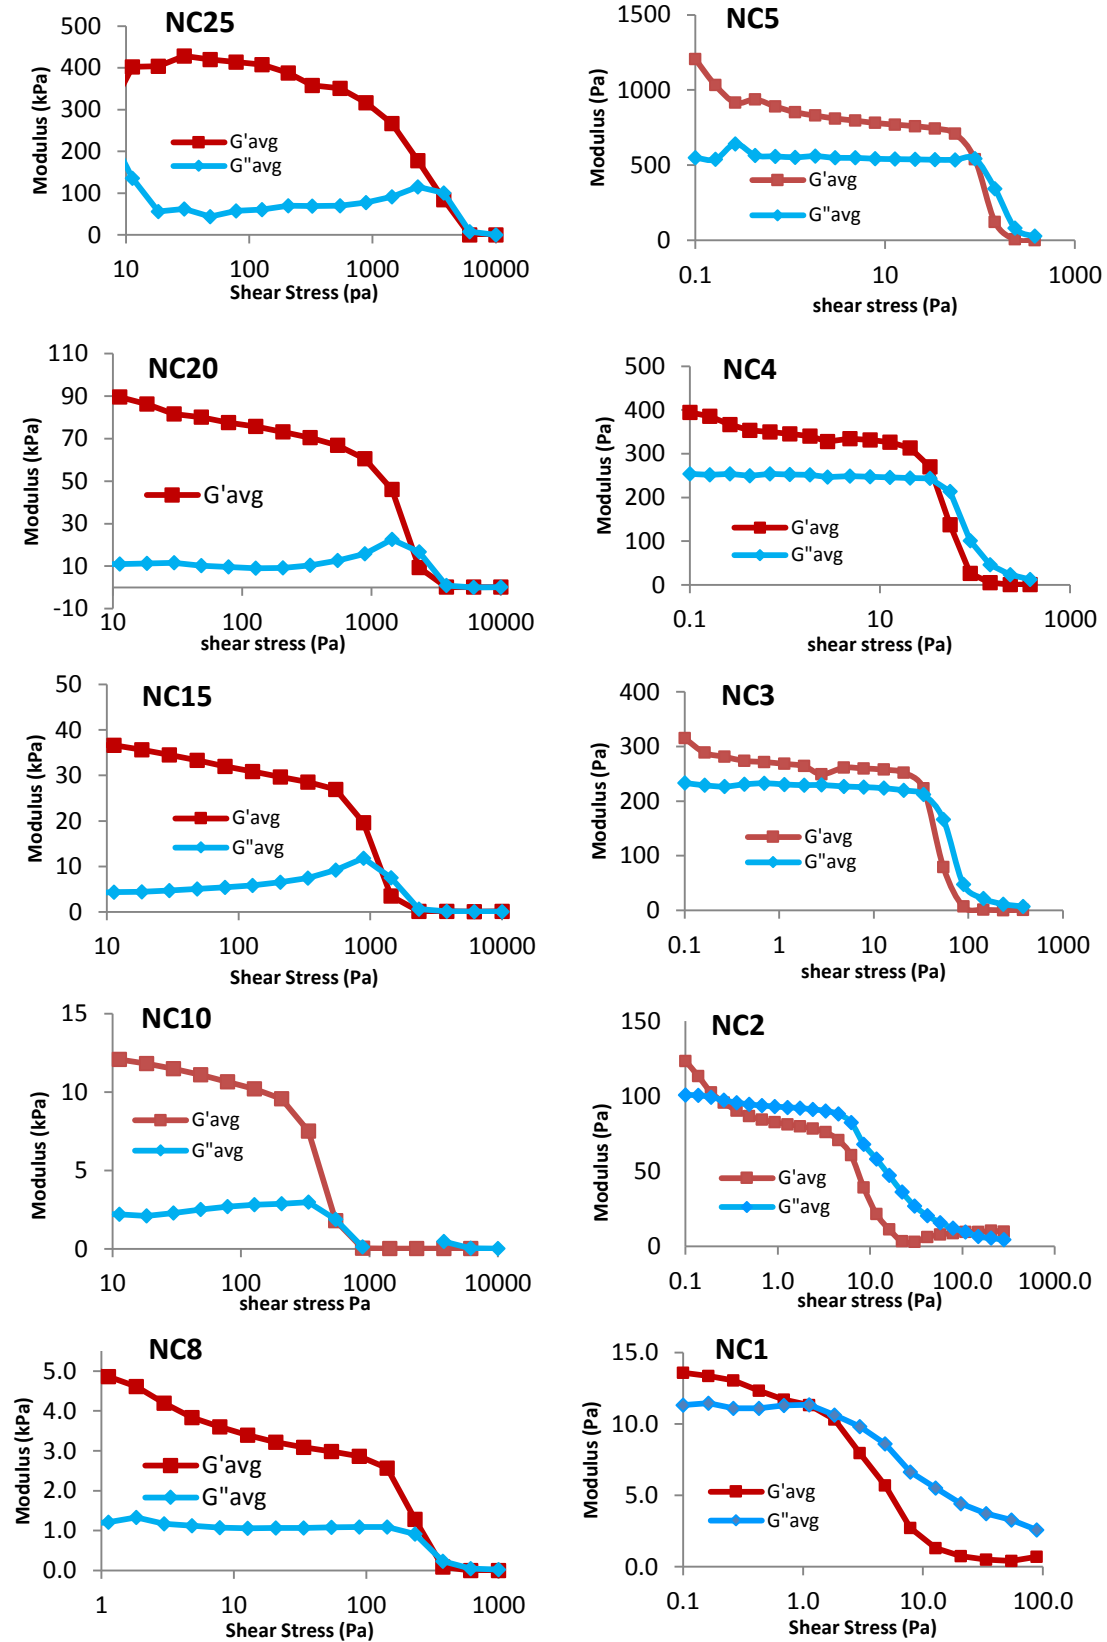 NC25
Modulus (kPa)
500
400
300
200
100
0
G'avg
G"avg
10 100 1000 10000
Shear Stress (pa)
NC5
Modulus (Pa)
1500
1000
500
0
G'avg
G"avg
0.1 10 1000
shear stress (Pa)
NC20
Modulus (kPa)
110
90
70
50
30
10
-10
G'avg
10 100 1000 10000
shear stress (Pa)
NC4
Modulus (Pa)
500
400
300
200
100
0
G'avg
G"avg
0.1 10 1000
shear stress (Pa)
NC15
Modulus (kPa)
50
40
30
20
10
0
G'avg
G"avg
10 100 1000 10000
Shear Stress (Pa)
NC3
Modulus (Pa)
400
300
200
100
0
G'avg
G"avg
0.1 1 10 100 1000
shear stress (Pa)
NC10
Modulus (kPa)
15
10
5
0
G'avg
G"avg
10 100 1000 10000
shear stress Pa
NC2
Modulus (Pa)
150
100
50
0
G'avg
G"avg
0.1 1.0 10.0 100.0 1000.0
shear stress (Pa)
NC8
Modulus (kPa)
5.0
4.0
3.0
2.0
1.0
0.0
G'avg
G"avg
1 10 100 1000
Shear Stress (Pa)
NC1
Modulus (Pa)
15.0
10.0
5.0
0.0
G'avg
G"avg
0.1 1.0 10.0 100.0
Shear Stress (Pa)